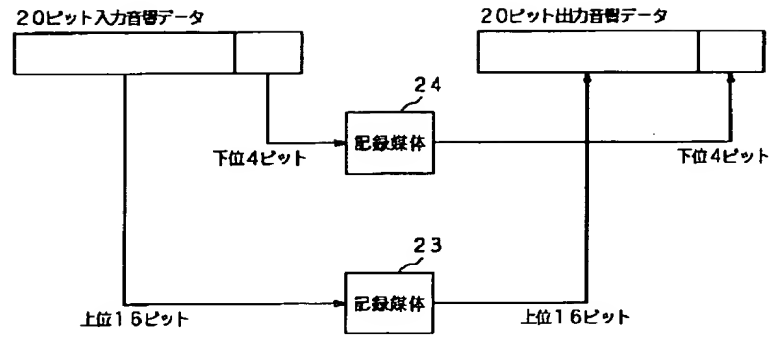 20ビット入力音響データ
20ビット出力音響データ
24
記録媒体
下位4ビット
下位4ビット
23
記録媒体
上位16ビット
上位16ビット